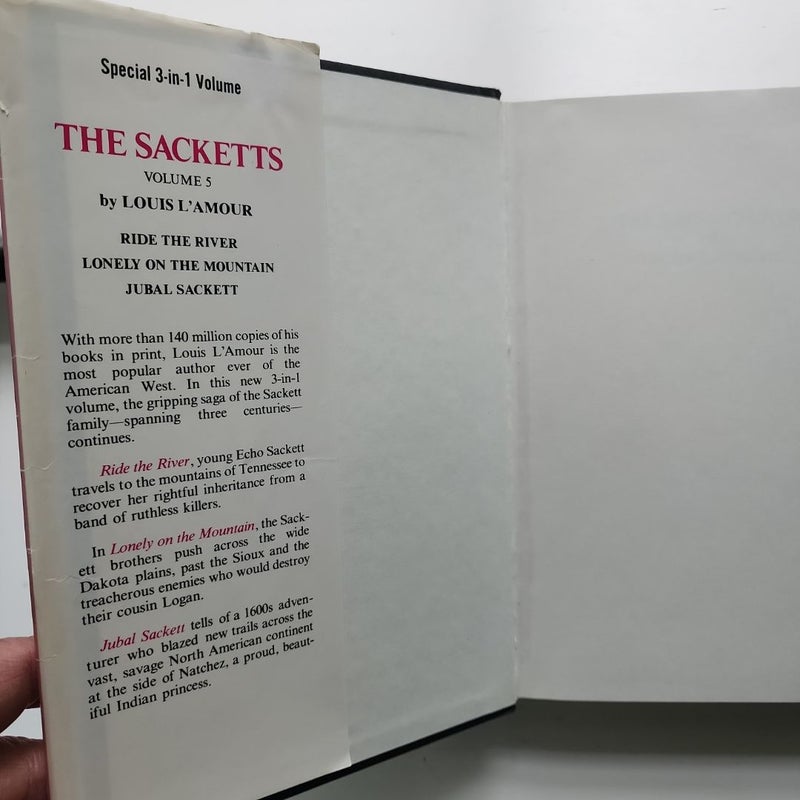 Special 3-in-1 Volume
THE SACKETTS
VOLUME 5
by LOUIS L'AMOUR
RIDE THE RIVER
LONELY ON THE MOUNTAIN
JUBAL SACKETT
With more than 140 million copies of his
books in print, Louis L'Amour is the
most popular author ever of the
American West. In this new 3-in-1
volume, the gripping saga of the Sackett
family—spanning three centuries—
continues.
Ride the River, young Echo Sackett
travels to the mountains of Tennessee to
recover her rightful inheritance from a
band of ruthless killers.
In Lonely on the Mountain, the Sack-
ett brothers push across the wide
Dakota plains, past the Sioux and the
treacherous enemies who would destroy
their cousin Logan.
Jubal Sackett tells of a 1600s adven-
turer who blazed new trails across the
vast, savage North American continent
at the side of Natchez, a proud, beaut-
iful Indian princess.